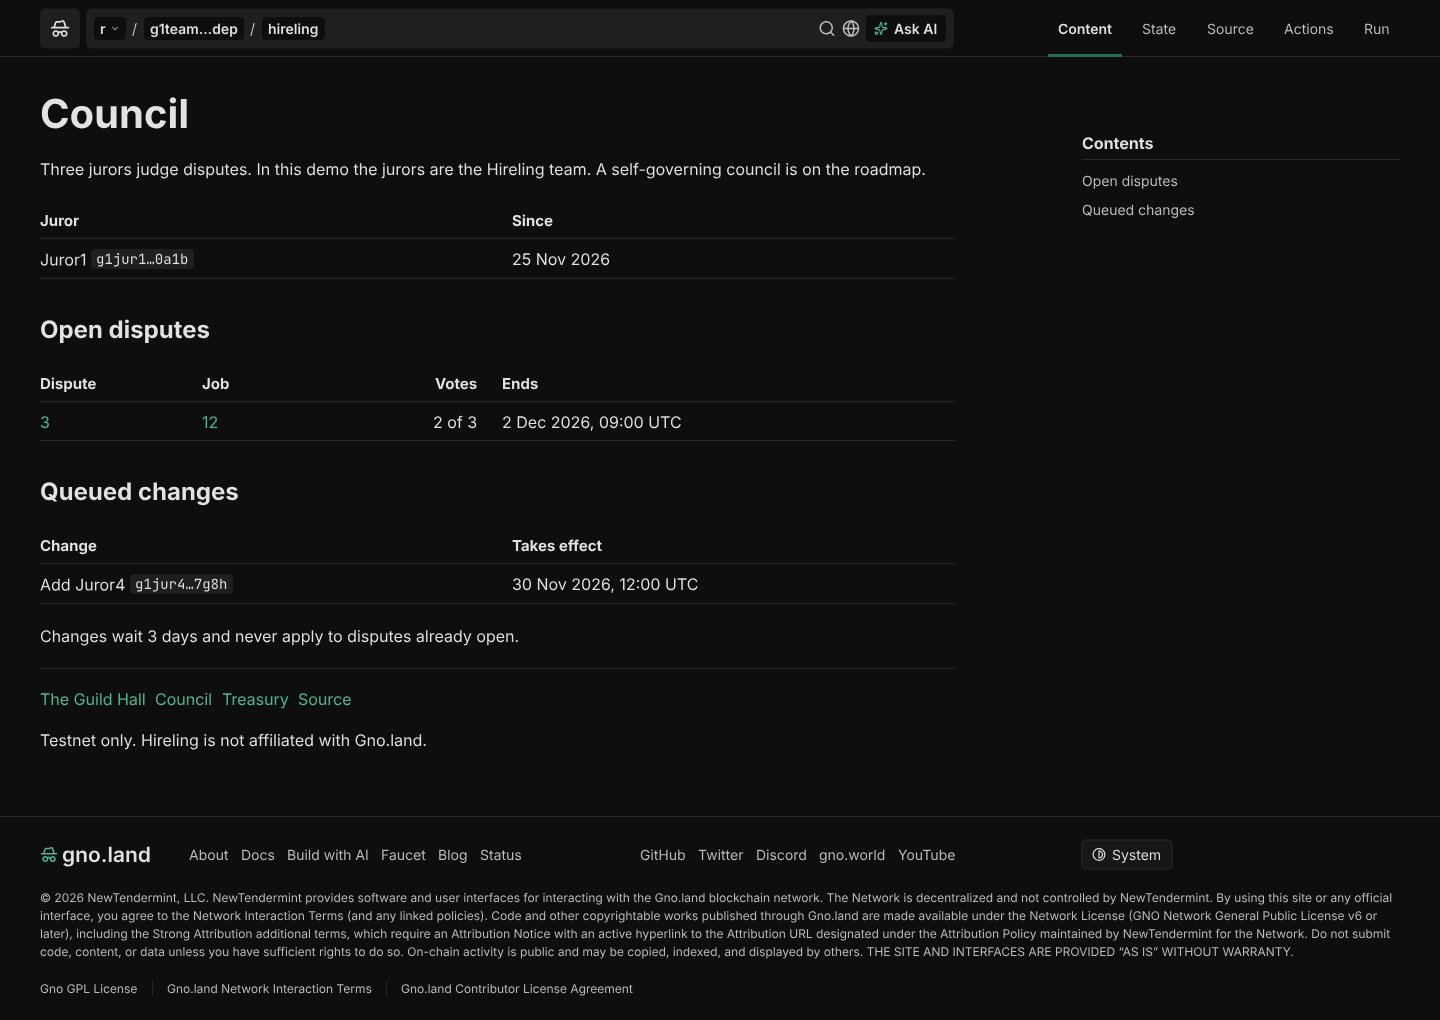 r / g1team...dep / hireling
Ask AI
Content State Source Actions Run
Council
Three jurors judge disputes. In this demo the jurors are the Hireling team. A self-governing council is on the roadmap.
Juror Since
Juror1 g1jur1…0a1b 25 Nov 2026
Open disputes
Dispute Job Votes Ends
3 12 2 of 3 2 Dec 2026, 09:00 UTC
Queued changes
Change Takes effect
Add Juror4 g1jur4…7g8h 30 Nov 2026, 12:00 UTC
Changes wait 3 days and never apply to disputes already open.
The Guild Hall Council Treasury Source
Testnet only. Hireling is not affiliated with Gno.land.
Contents
Open disputes
Queued changes
gno.land
About Docs Build with AI Faucet Blog Status
GitHub Twitter Discord gno.world YouTube
System
© 2026 NewTendermint, LLC. NewTendermint provides software and user interfaces for interacting with the Gno.land blockchain network. The Network is decentralized and not controlled by NewTendermint. By using this site or any official
interface, you agree to the Network Interaction Terms (and any linked policies). Code and other copyrightable works published through Gno.land are made available under the Network License (GNO Network General Public License v6 or
later), including the Strong Attribution additional terms, which require an Attribution Notice with an active hyperlink to the Attribution URL designated under the Attribution Policy maintained by NewTendermint for the Network. Do not submit
code, content, or data unless you have sufficient rights to do so. On-chain activity is public and may be copied, indexed, and displayed by others. THE SITE AND INTERFACES ARE PROVIDED “AS IS” WITHOUT WARRANTY.
Gno GPL License Gno.land Network Interaction Terms Gno.land Contributor License Agreement